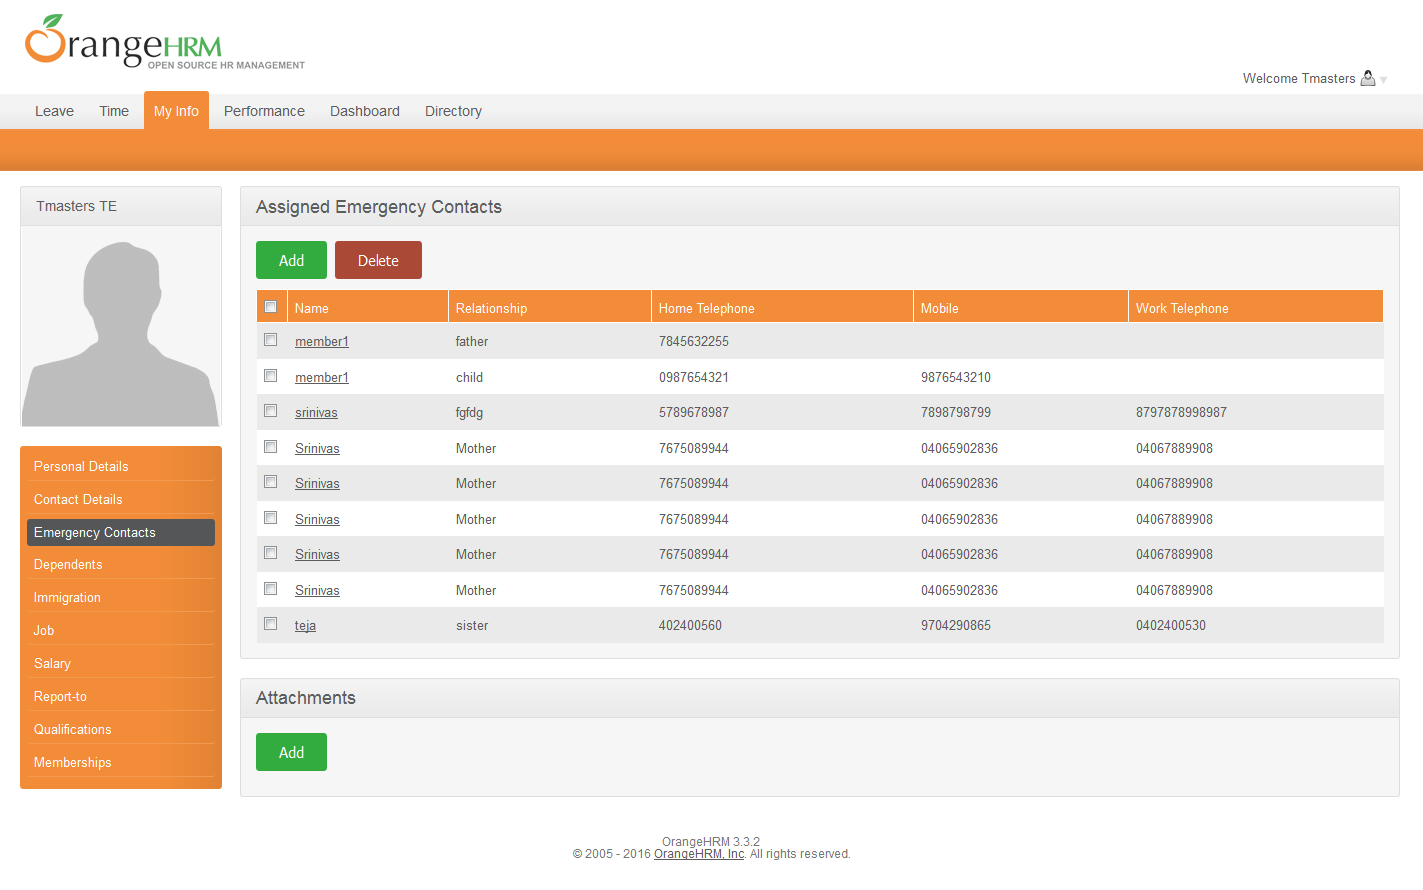 OrangeHRM
OPEN SOURCE HR MANAGEMENT
Welcome Tmasters
Leave Time My Info Performance Dashboard Directory
Tmasters TE
Personal Details
Contact Details
Emergency Contacts
Dependents
Immigration
Job
Salary
Report-to
Qualifications
Memberships
Assigned Emergency Contacts
Add Delete
Name Relationship Home Telephone Mobile Work Telephone
member1 father 7845632255
member1 child 0987654321 9876543210
srinivas fgfdg 5789678987 7898798799 8797878998987
Srinivas Mother 7675089944 04065902836 04067889908
Srinivas Mother 7675089944 04065902836 04067889908
Srinivas Mother 7675089944 04065902836 04067889908
Srinivas Mother 7675089944 04065902836 04067889908
Srinivas Mother 7675089944 04065902836 04067889908
teja sister 402400560 9704290865 0402400530
Attachments
Add
OrangeHRM 3.3.2
© 2005 - 2016 OrangeHRM, Inc. All rights reserved.